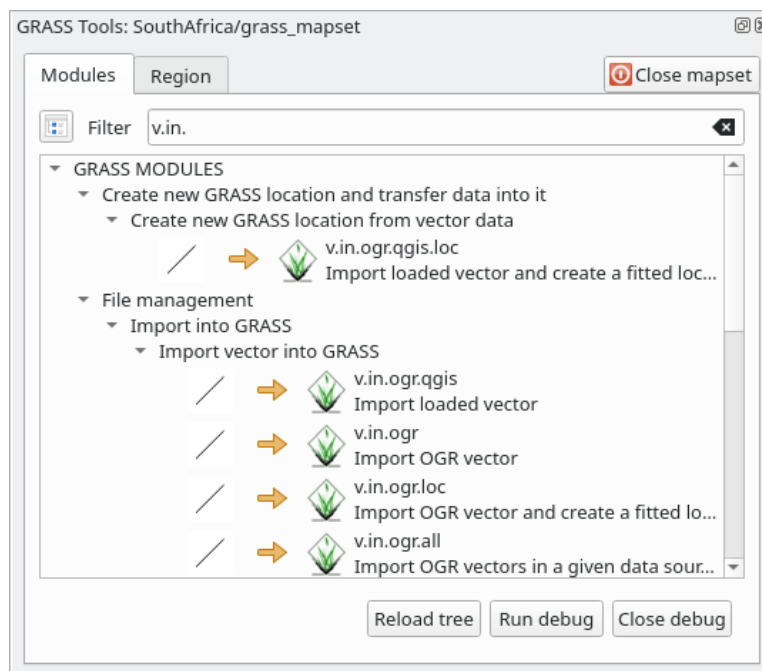 GRASS Tools: SouthAfrica/grass_mapset
Modules
Region
Close mapset
Filter
v.in.
GRASS MODULES
Create new GRASS location and transfer data into it
Create new GRASS location from vector data
v.in.ogr.qgis.loc
Import loaded vector and create a fitted loc...
File management
Import into GRASS
Import vector into GRASS
v.in.ogr.qgis
Import loaded vector
v.in.ogr
Import OGR vector
v.in.ogr.loc
Import OGR vector and create a fitted lo...
v.in.ogr.all
Import OGR vectors in a given data sour...
Reload tree
Run debug
Close debug